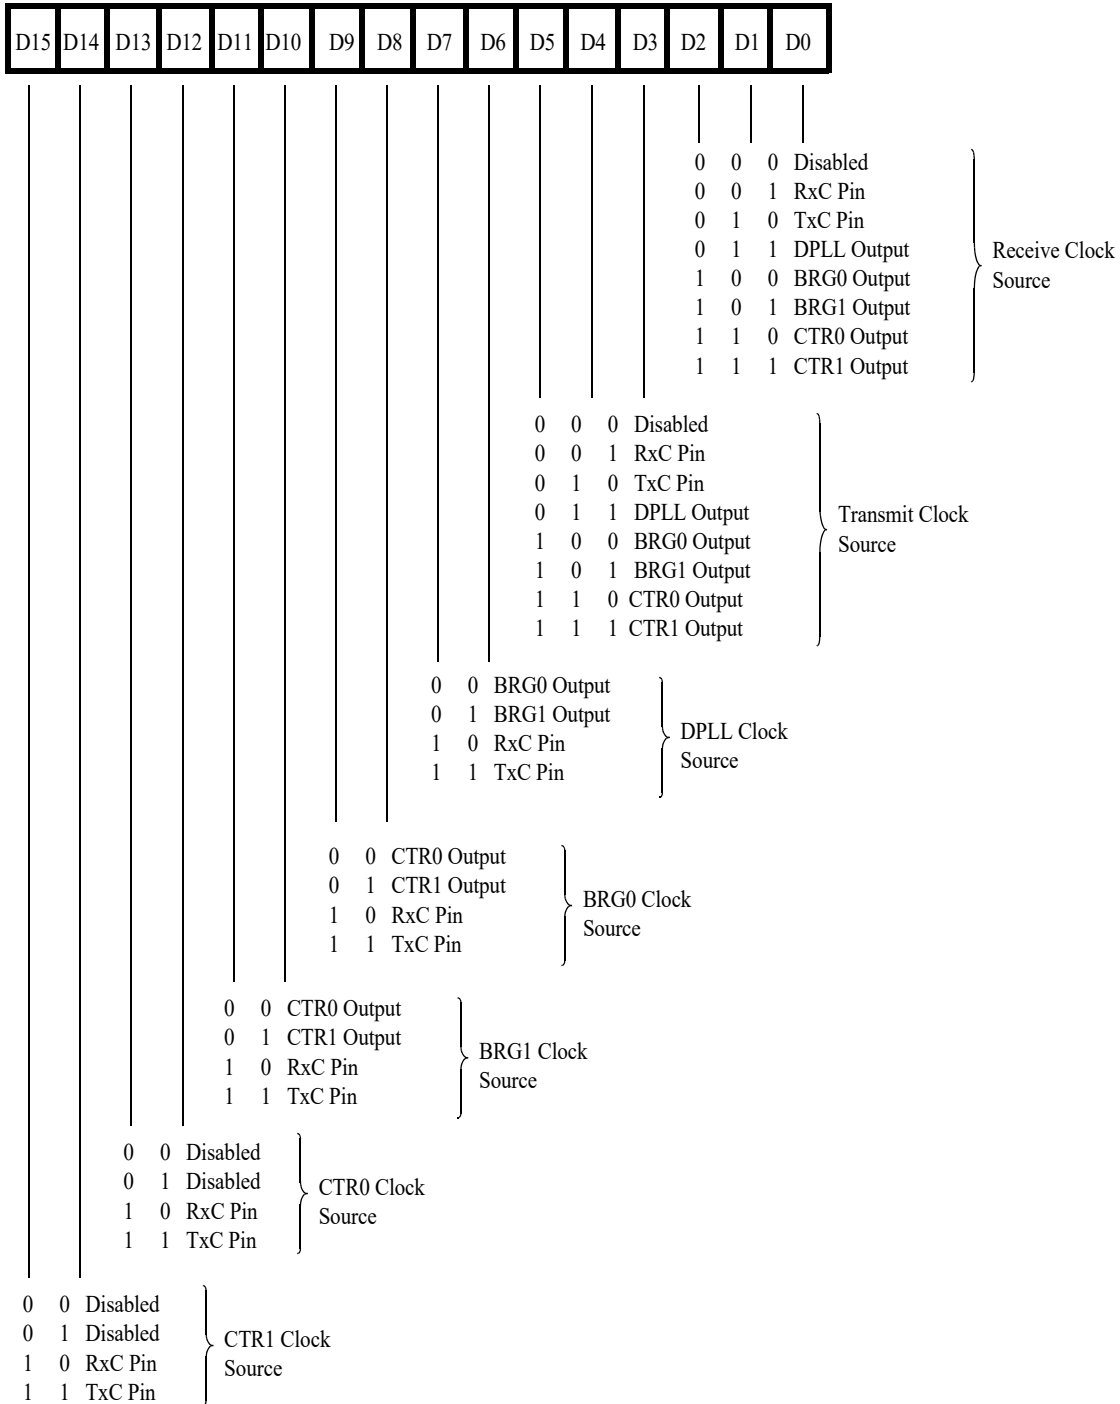 D15 D14 D13 D12 D11 D10 D9 D8 D7 D6 D5 D4 D3 D2 D1 D0
0 0 0 Disabled
0 0 1 RxC Pin
0 1 0 TxC Pin
0 1 1 DPLL Output
1 0 0 BRG0 Output
1 0 1 BRG1 Output
1 1 0 CTR0 Output
1 1 1 CTR1 Output
Receive Clock
Source
0 0 0 Disabled
0 0 1 RxC Pin
0 1 0 TxC Pin
0 1 1 DPLL Output
1 0 0 BRG0 Output
1 0 1 BRG1 Output
1 1 0 CTR0 Output
1 1 1 CTR1 Output
Transmit Clock
Source
0 0 BRG0 Output
0 1 BRG1 Output
1 0 RxC Pin
1 1 TxC Pin
DPLL Clock
Source
0 0 CTR0 Output
0 1 CTR1 Output
1 0 RxC Pin
1 1 TxC Pin
BRG0 Clock
Source
0 0 CTR0 Output
0 1 CTR1 Output
1 0 RxC Pin
1 1 TxC Pin
BRG1 Clock
Source
0 0 Disabled
0 1 Disabled
1 0 RxC Pin
1 1 TxC Pin
CTR0 Clock
Source
0 0 Disabled
0 1 Disabled
1 0 RxC Pin
1 1 TxC Pin
CTR1 Clock
Source